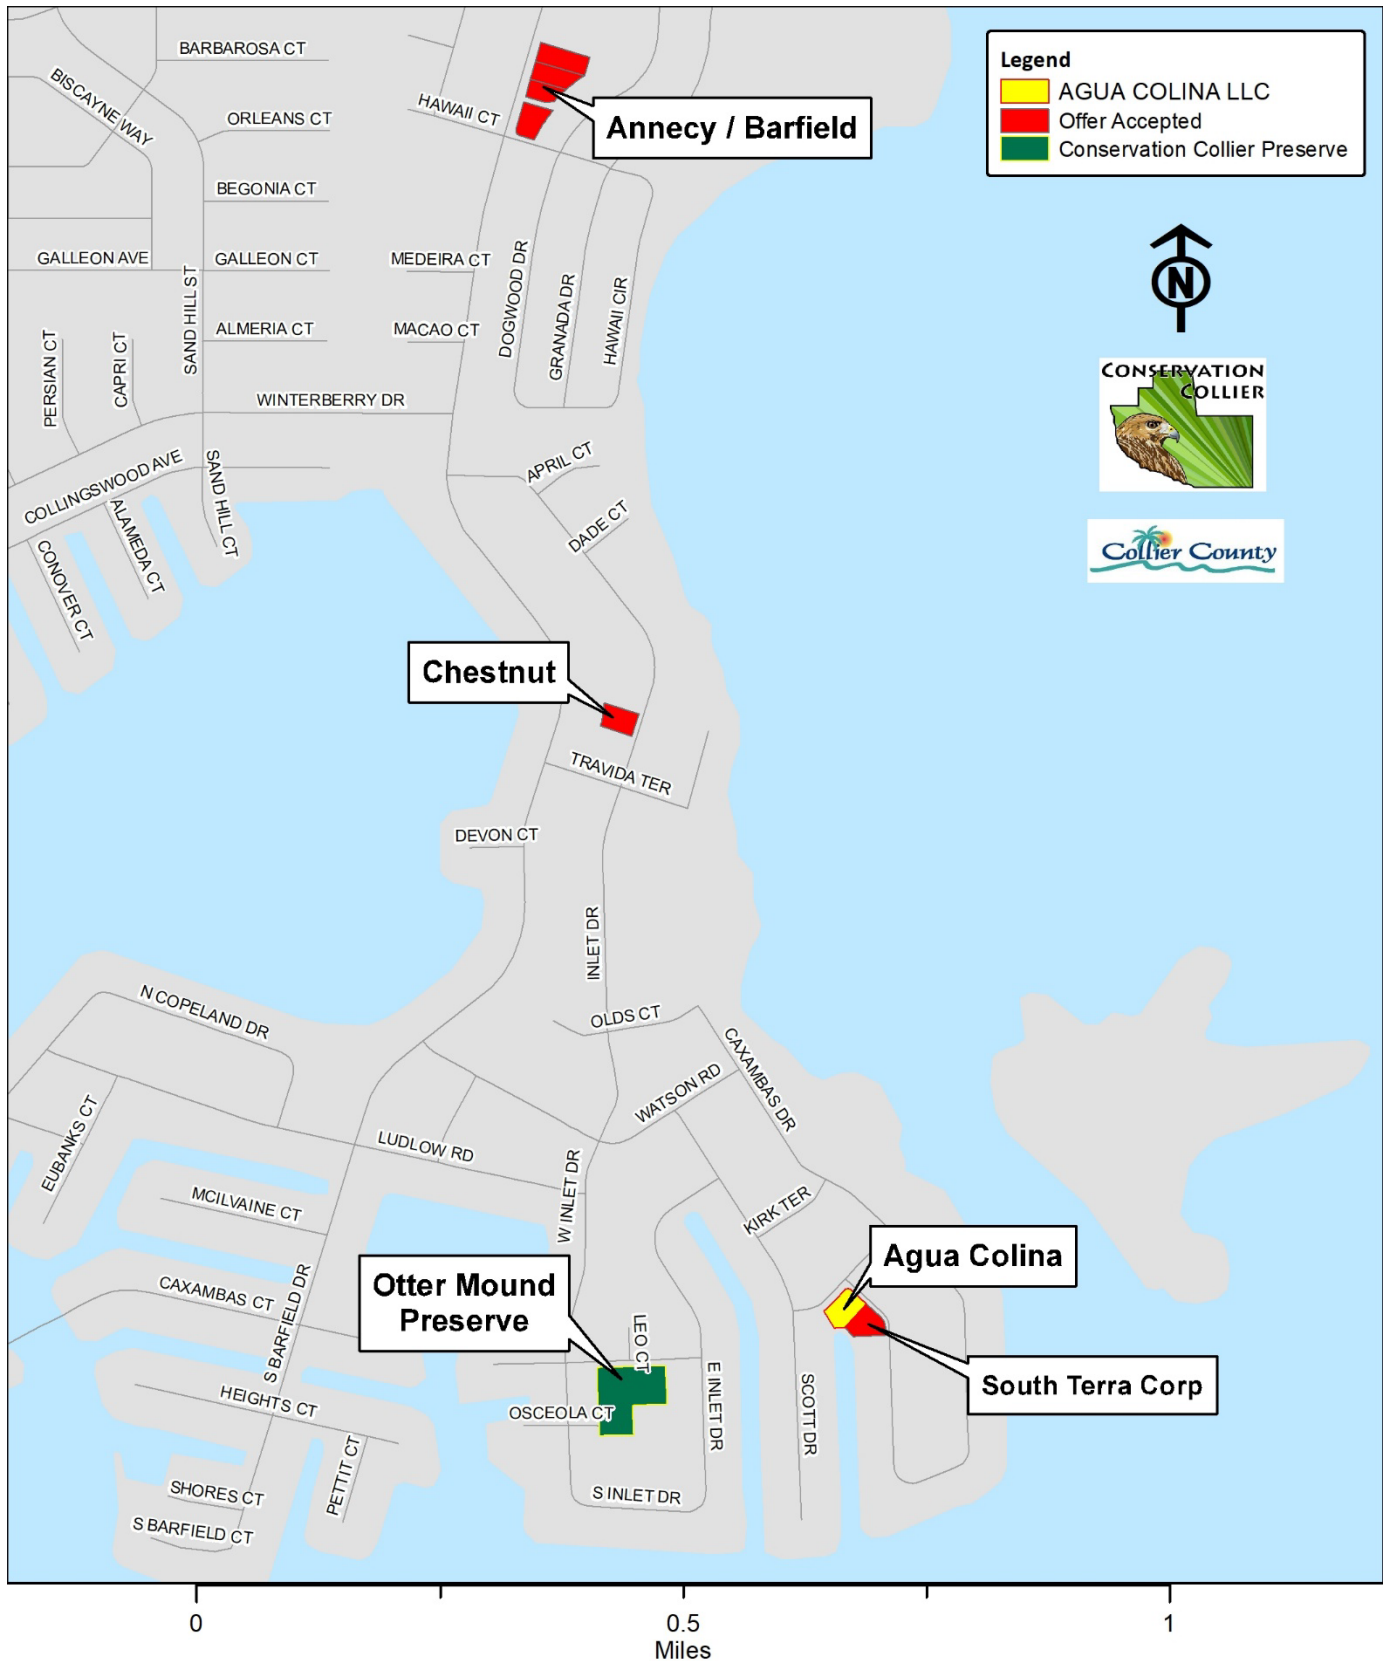 BARBAROSA CT
BISCAYNE WAY
ORLEANS CT
HAWAII CT
Annecy / Barfield
Legend
AGUA COLINA LLC
Offer Accepted
Conservation Collier Preserve
BEGONIA CT
GALLEON AVE
GALLEON CT
MEDEIRA CT
N
SAND HILL ST
DOGWOOD DR
GRANADA DR
HAWAII CIR
ALMERIA CT
MACAO CT
PERSIAN CT
CAPRI CT
WINTERBERRY DR
CONSERVATION
COLLIER
COLLINGSWOOD AVE
SAND HILL CT
APRIL CT
ALAMEDA CT
DADE CT
CONOVER CT
Collier County
Chestnut
TRAVIDA TER
DEVON CT
INLET DR
N COPELAND DR
OLDS CT
CAXAMBAS DR
WATSON RD
EUBANKS CT
LUDLOW RD
MCILVAINE CT
W INLET DR
KIRK TER
Agua Colina
Otter Mound
Preserve
CAXAMBAS CT
S BARFIELD DR
LEO CT
South Terra Corp
HEIGHTS CT
OSCEOLA CT
E INLET DR
SCOTT DR
PETTIT CT
SHORES CT
S INLET DR
S BARFIELD CT
0
0.5
1
Miles